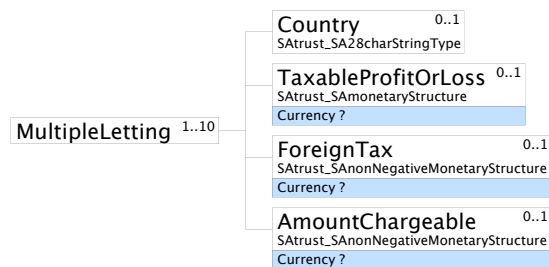 Country 0..1
SAtrust_SA28charStringType
TaxableProfitOrLoss 0..1
SAtrust_SAmonetaryStructure
Currency ?
MultipleLetting 1..10
ForeignTax 0..1
SAtrust_SAnonNegativeMonetaryStructure
Currency ?
AmountChargeable 0..1
SAtrust_SAnonNegativeMonetaryStructure
Currency ?